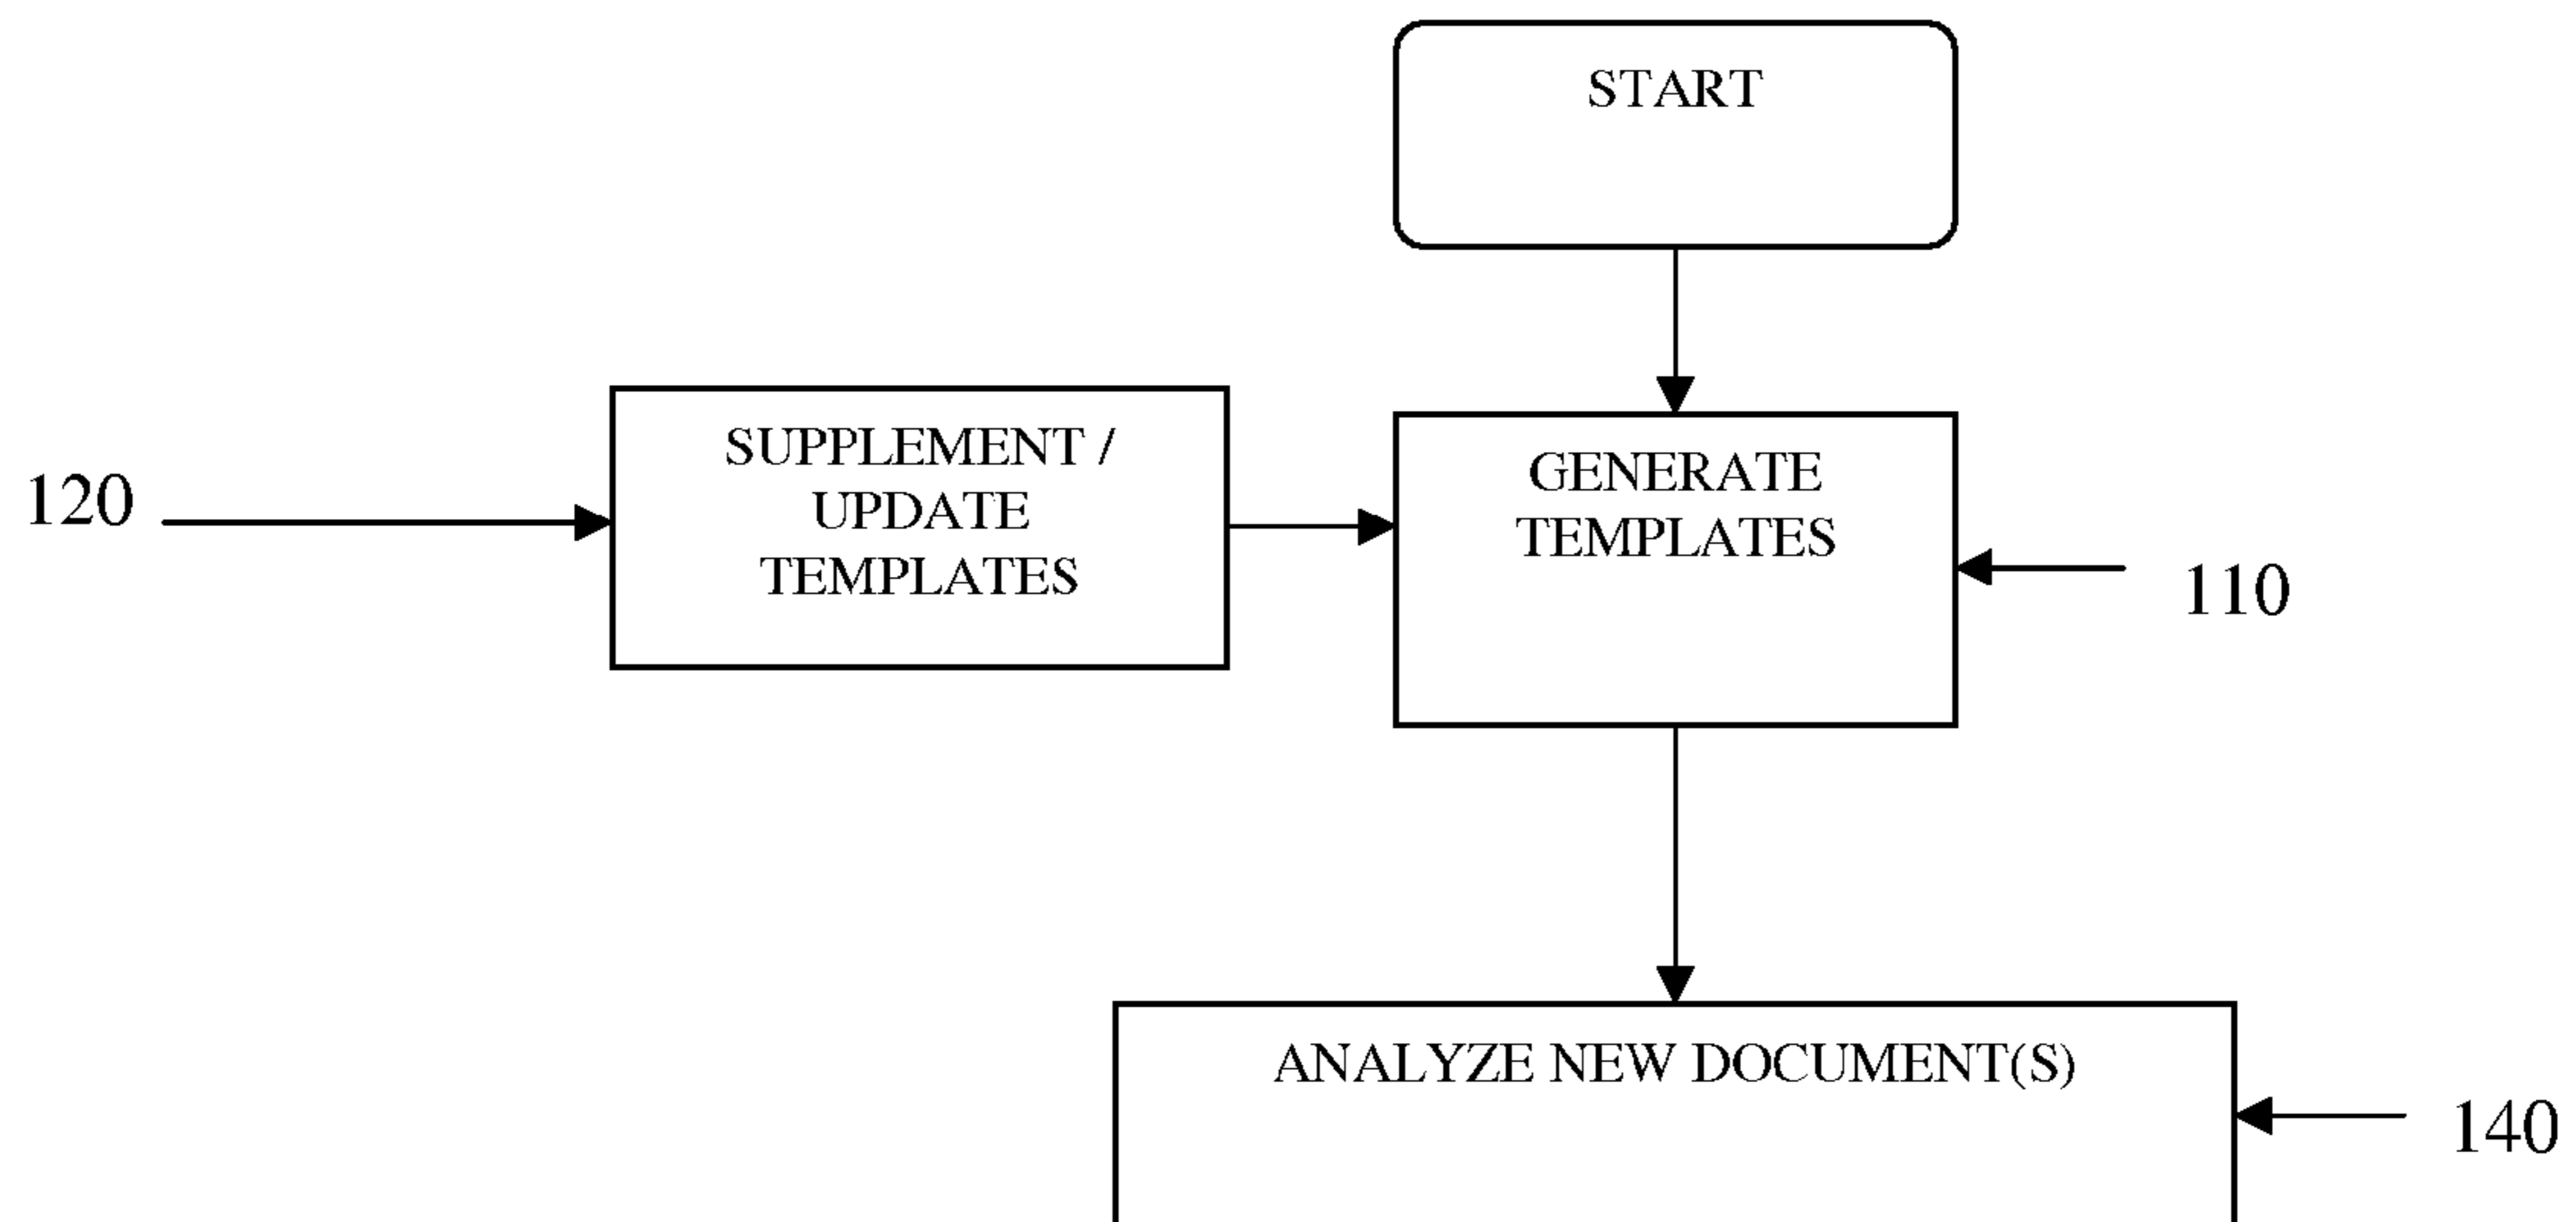 START
SUPPLEMENT /
UPDATE
TEMPLATES
120
GENERATE
TEMPLATES
110
ANALYZE NEW DOCUMENT(S)
140